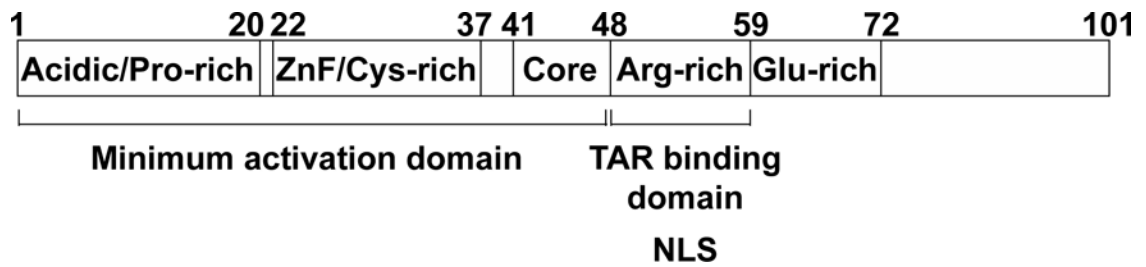 1 20 22 37 41 48 59 72 101
Acidic/Pro-rich ZnF/Cys-rich Core Arg-rich Glu-rich
Minimum activation domain TAR binding
domain
NLS